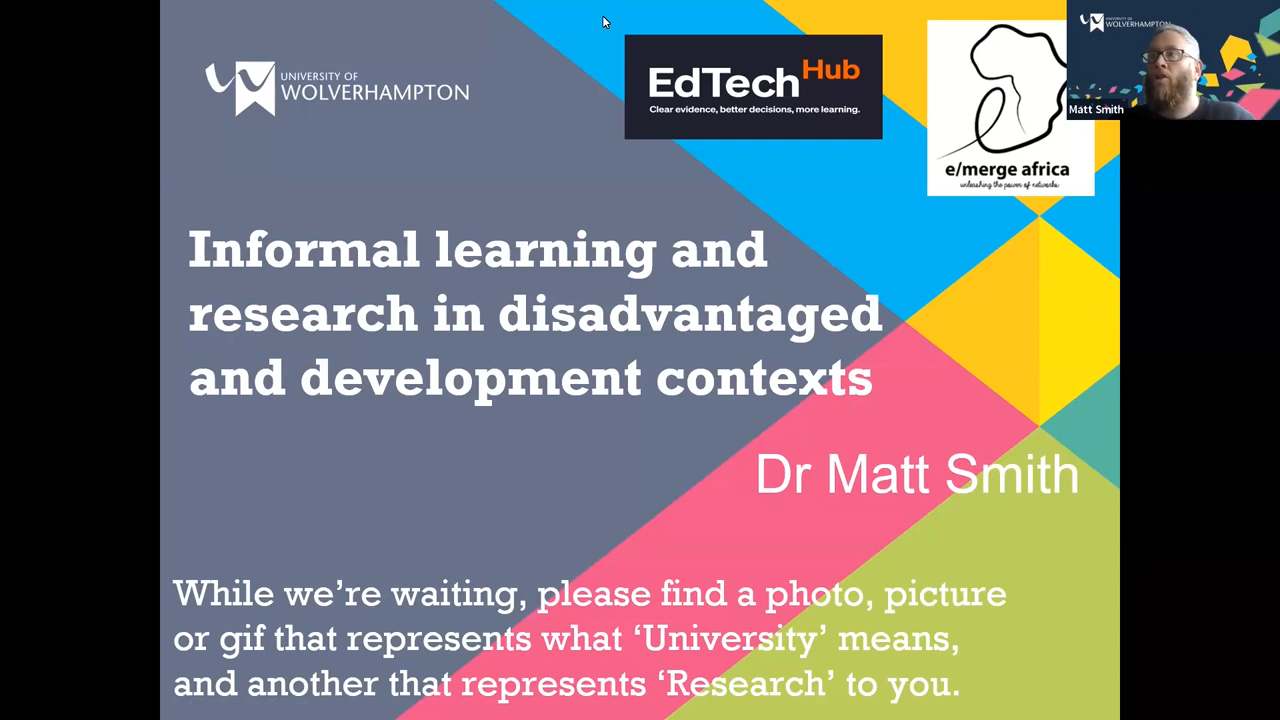 UNIVERSITY OF
WOLVERHAMPTON
EdTech Hub
Clear evidence, better decisions, more learning.
e/merge africa
unleashing the power of networks
UNIVERSITY OF
WOLVERHAMPTON
Matt Smith
Informal learning and
research in disadvantaged
and development contexts
Dr Matt Smith
While we’re waiting, please find a photo, picture
or gif that represents what ‘University’ means,
and another that represents ‘Research’ to you.